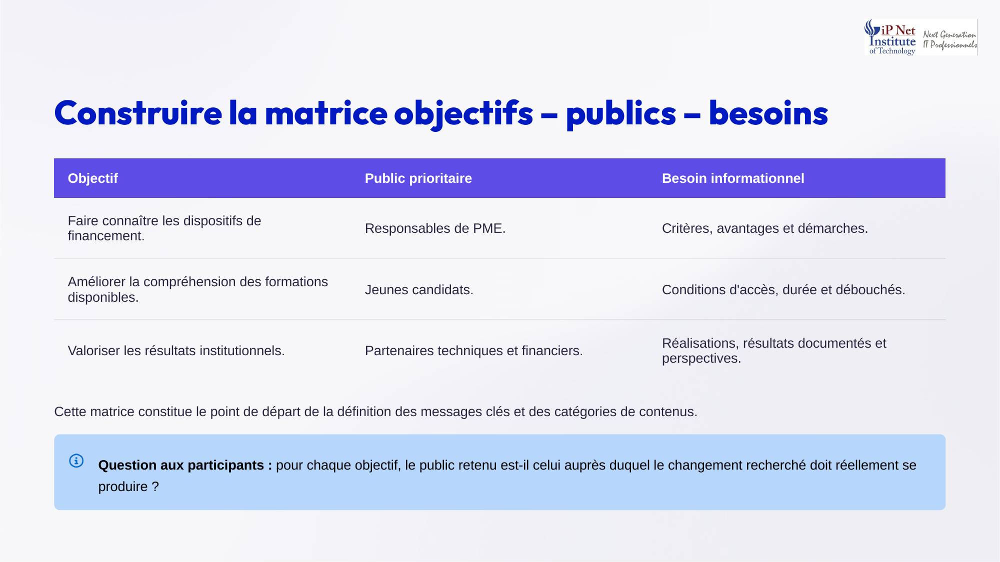 iP Net
Institute
of Technology
Next Generation
IT Professionnels
Construire la matrice objectifs – publics – besoins
Objectif
Public prioritaire
Besoin informationnel
Faire connaître les dispositifs de
financement.
Responsables de PME.
Critères, avantages et démarches.
Améliorer la compréhension des formations
disponibles.
Jeunes candidats.
Conditions d'accès, durée et débouchés.
Valoriser les résultats institutionnels.
Partenaires techniques et financiers.
Réalisations, résultats documentés et
perspectives.
Cette matrice constitue le point de départ de la définition des messages clés et des catégories de contenus.
Question aux participants : pour chaque objectif, le public retenu est-il celui auprès duquel le changement recherché doit réellement se
produire ?